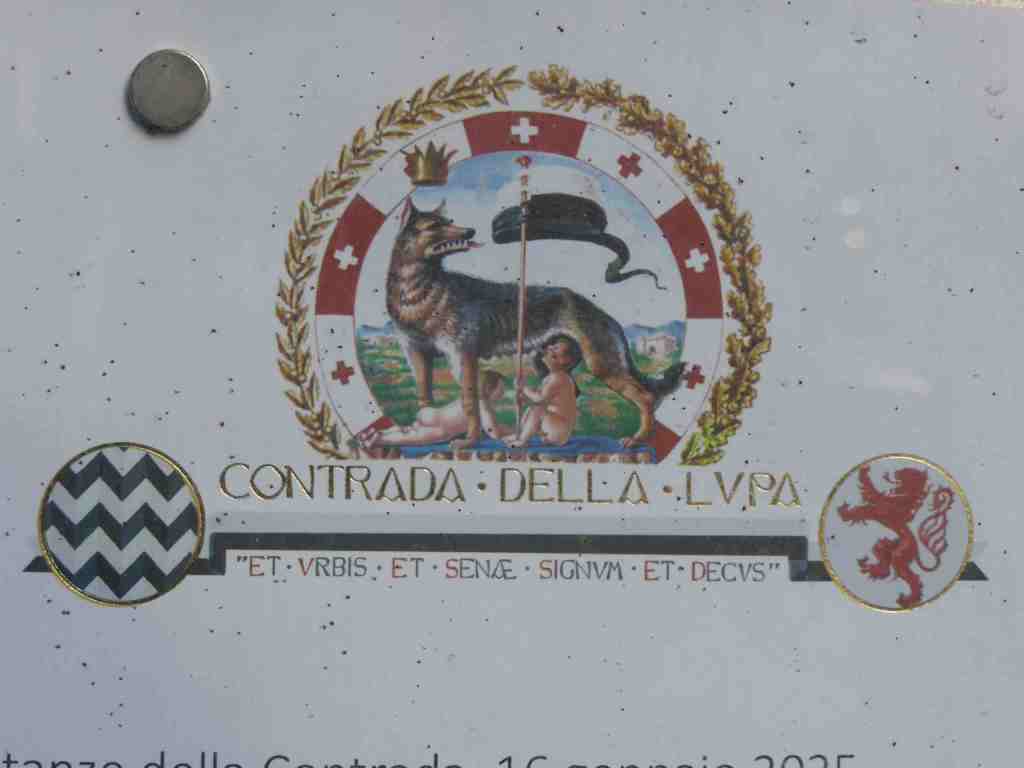 CONTRADA · DELLA · LVPA
"ET · VRBIS · ET · SENÆ · SIGNVM · ET · DECVS"
della Contrada, 16 gennaio 2025